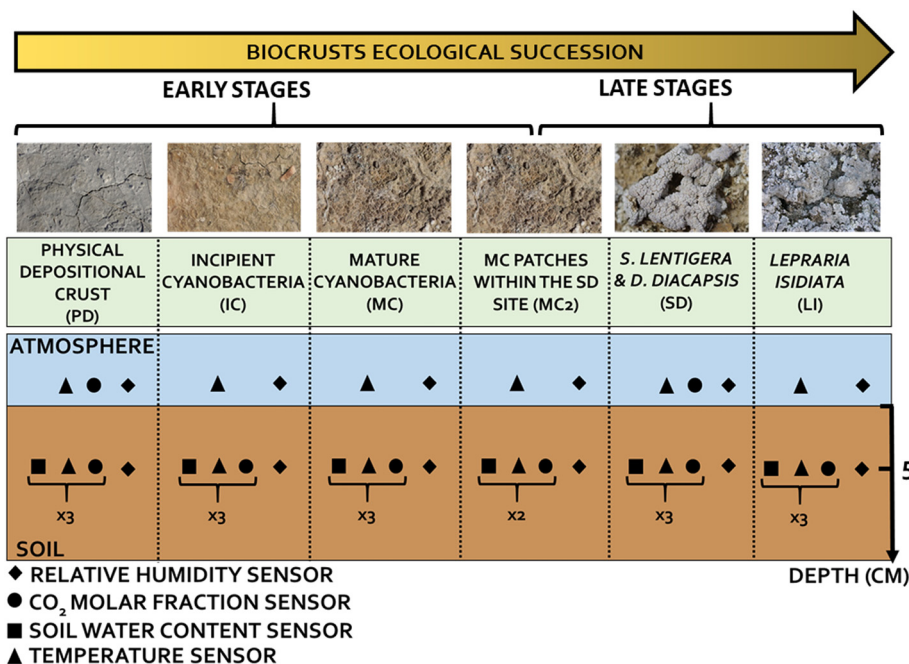 BIOCRUSTS ECOLOGICAL SUCCESSION
EARLY STAGES
LATE STAGES
PHYSICAL
DEPOSITIONAL
CRUST
(PD)
INCIPIENT
CYANOBACTERIA
(IC)
MATURE
CYANOBACTERIA
(MC)
MC PATCHES
WITHIN THE SD
SITE (MC2)
S. LENTIGERA
& D. DIACAPSIS
(SD)
LEPRARIA
ISIDIATA
(LI)
ATMOSPHERE
5
x3
x3
x3
x2
x3
x3
SOIL
DEPTH (CM)
RELATIVE HUMIDITY SENSOR
CO₂ MOLAR FRACTION SENSOR
SOIL WATER CONTENT SENSOR
TEMPERATURE SENSOR